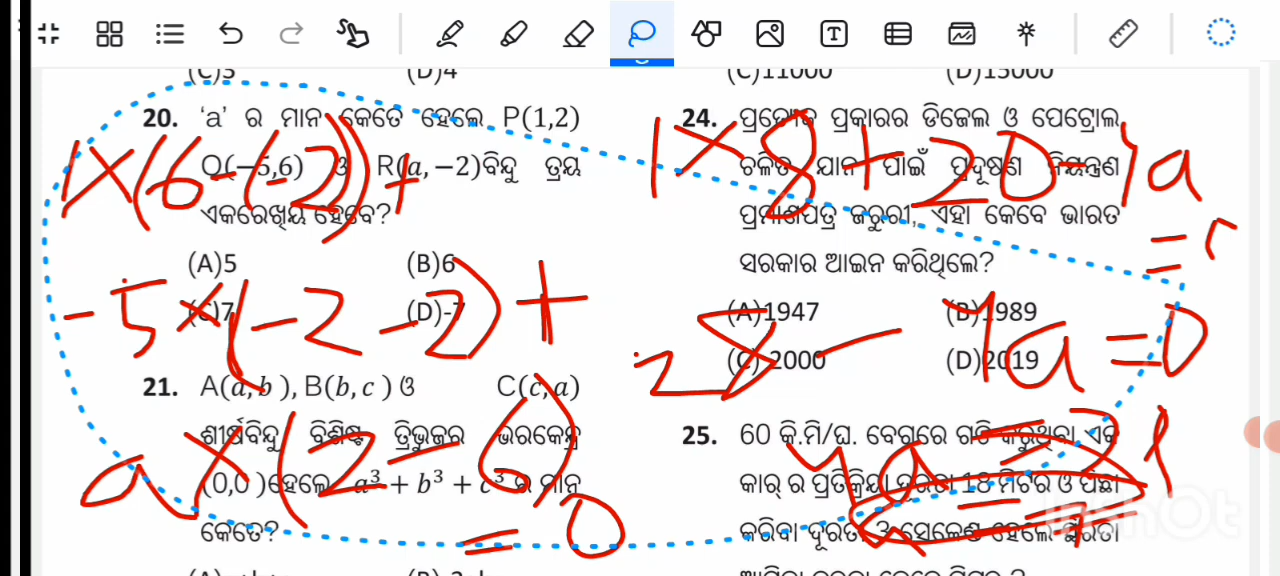 (C)3 (D)4
20. ‘a’ ର ମାନ କେତେ ହେଲେ P(1,2)
Q(−5,6) ଓ R(a,−2)ବିନ୍ଦୁ ତ୍ରୟ
ଏକରେଖିୟ ହେବେ?
(A)5 (B)6
(C)7 (D)-7
21. A(a,b), B(b,c) ଓ C(c,a)
ଶୀର୍ଷବିନ୍ଦୁ ବିଶିଷ୍ଟ ତ୍ରିଭୁଜର ଭରକେନ୍ଦ୍ର
(0,0)ହେଲେ a³ + b³ + c³ ର ମାନ
କେତେ?
1×(6-(-2))+
-5×(-2-2)+
a×(2-6)
=0
(C)11000 (D)15000
24. ପ୍ରତ୍ୟେକ ପ୍ରକାରର ଡିଜେଲ ଓ ପେଟ୍ରୋଲ
ଚଳିତ ଯାନ ପାଇଁ ପ୍ରଦୂଷଣ ନିୟନ୍ତ୍ରଣ
ପ୍ରମାଣପତ୍ର ଜରୁରୀ, ଏହା କେବେ ଭାରତ
ସରକାର ଆଇନ କରିଥିଲେ?
(A)1947 (B)1989
(C) 2000 (D)2019
25. 60 କି.ମି/ଘ. ବେଗରେ ଗତି କରୁଥିବା ଏକ
କାର୍ ର ପ୍ରତିକ୍ରିୟା ଦୂରତା 18 ମିଟର ଓ ପିଛା
କରିବା ଦୂରତା 3 ସେକେଣ୍ଡ ହେଲେ ସ୍ଥିରତା
1×8+20-4a
28-4a=0
4a=28